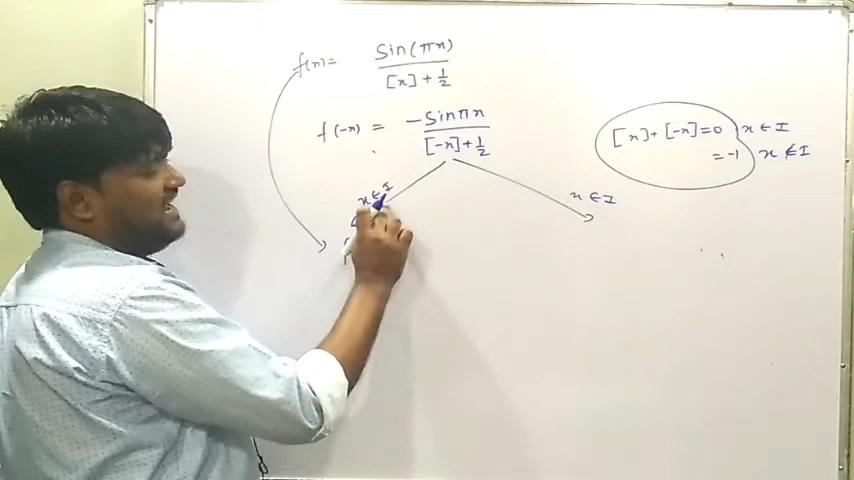 f(x) = sin(πx) / [x] + 1/2
f(-x) = -sinπx / [-x] + 1/2
[x] + [-x] = 0 x ∈ I
= -1 x ∉ I
x ∈ I
x ∈ I